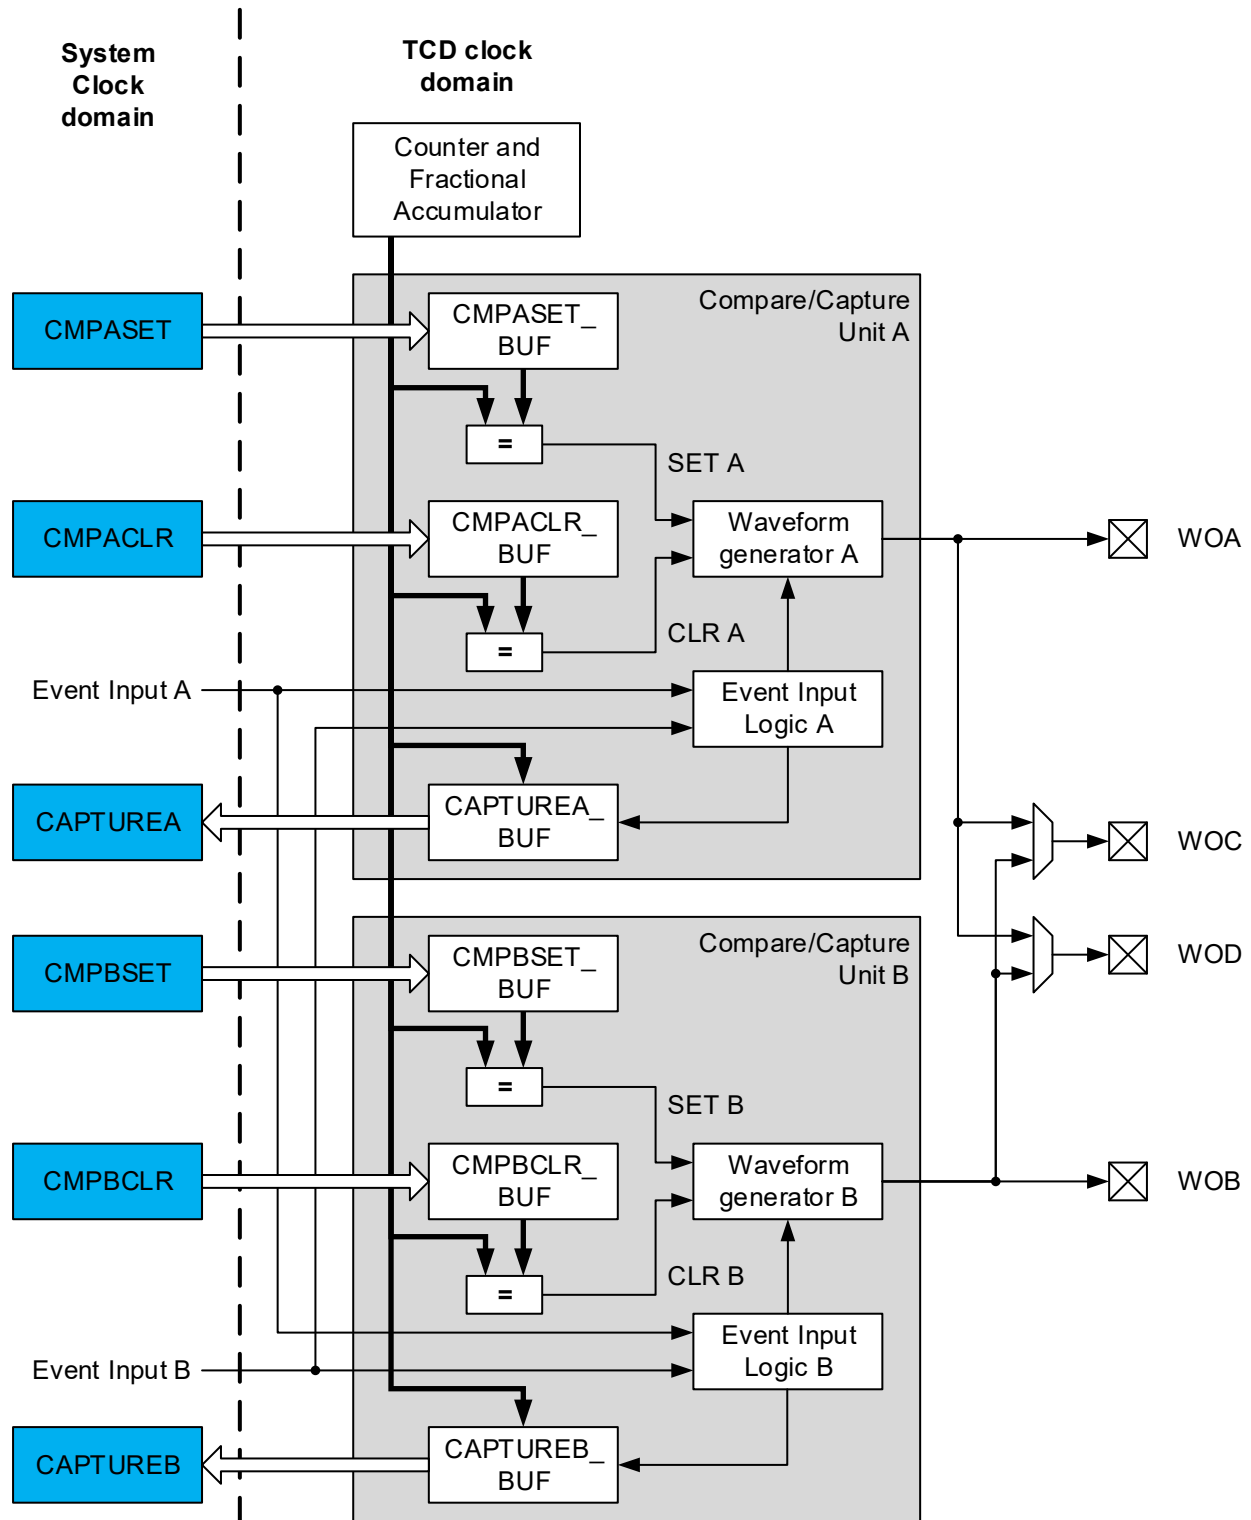 System
Clock
domain
TCD clock
domain
Counter and
Fractional
Accumulator
CMPASET
CMPASET_
BUF
Compare/Capture
Unit A
=
SET A
CMPACLR
CMPACLR_
BUF
Waveform
generator A
WOA
=
CLR A
Event Input A
Event Input
Logic A
CAPTUREA
CAPTUREA_
BUF
WOC
CMPBSET
CMPBSET_
BUF
Compare/Capture
Unit B
WOD
=
SET B
CMPBCLR
CMPBCLR_
BUF
Waveform
generator B
WOB
=
CLR B
Event Input B
Event Input
Logic B
CAPTUREB
CAPTUREB_
BUF